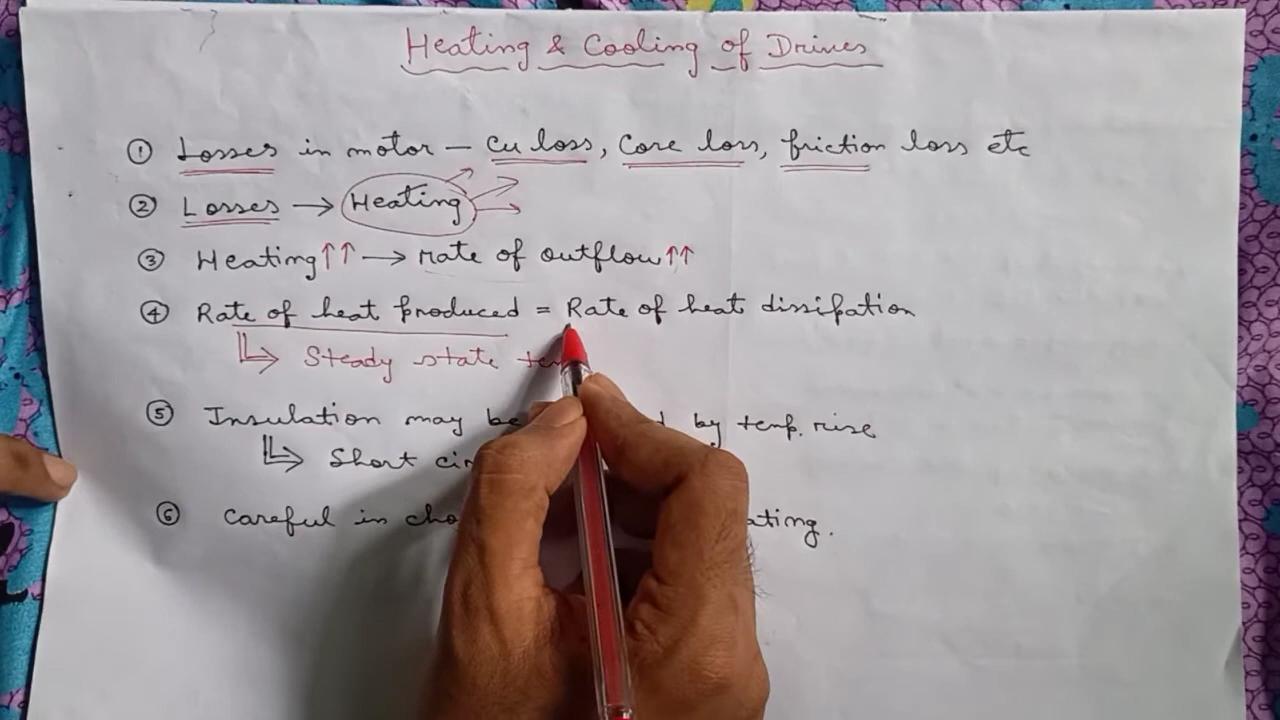 Heating & Cooling of Drives
① Losses in motor – Cu loss, Core loss, friction loss etc
② Losses → Heating
③ Heating↑↑ → rate of outflow↑↑
④ Rate of heat produced = Rate of heat dissipation
↳ Steady state
⑤ Insulation may be by temp. rise
↳ Short
⑥ Careful in